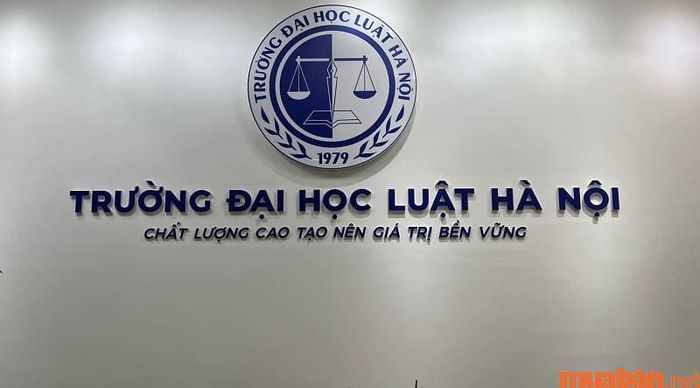 TRƯỜNG ĐẠI HỌC LUẬT HÀ NỘI
1979
TRƯỜNG ĐẠI HỌC LUẬT HÀ NỘI
CHẤT LƯỢNG CAO TẠO NÊN GIÁ TRỊ BỀN VỮNG
muaban.net